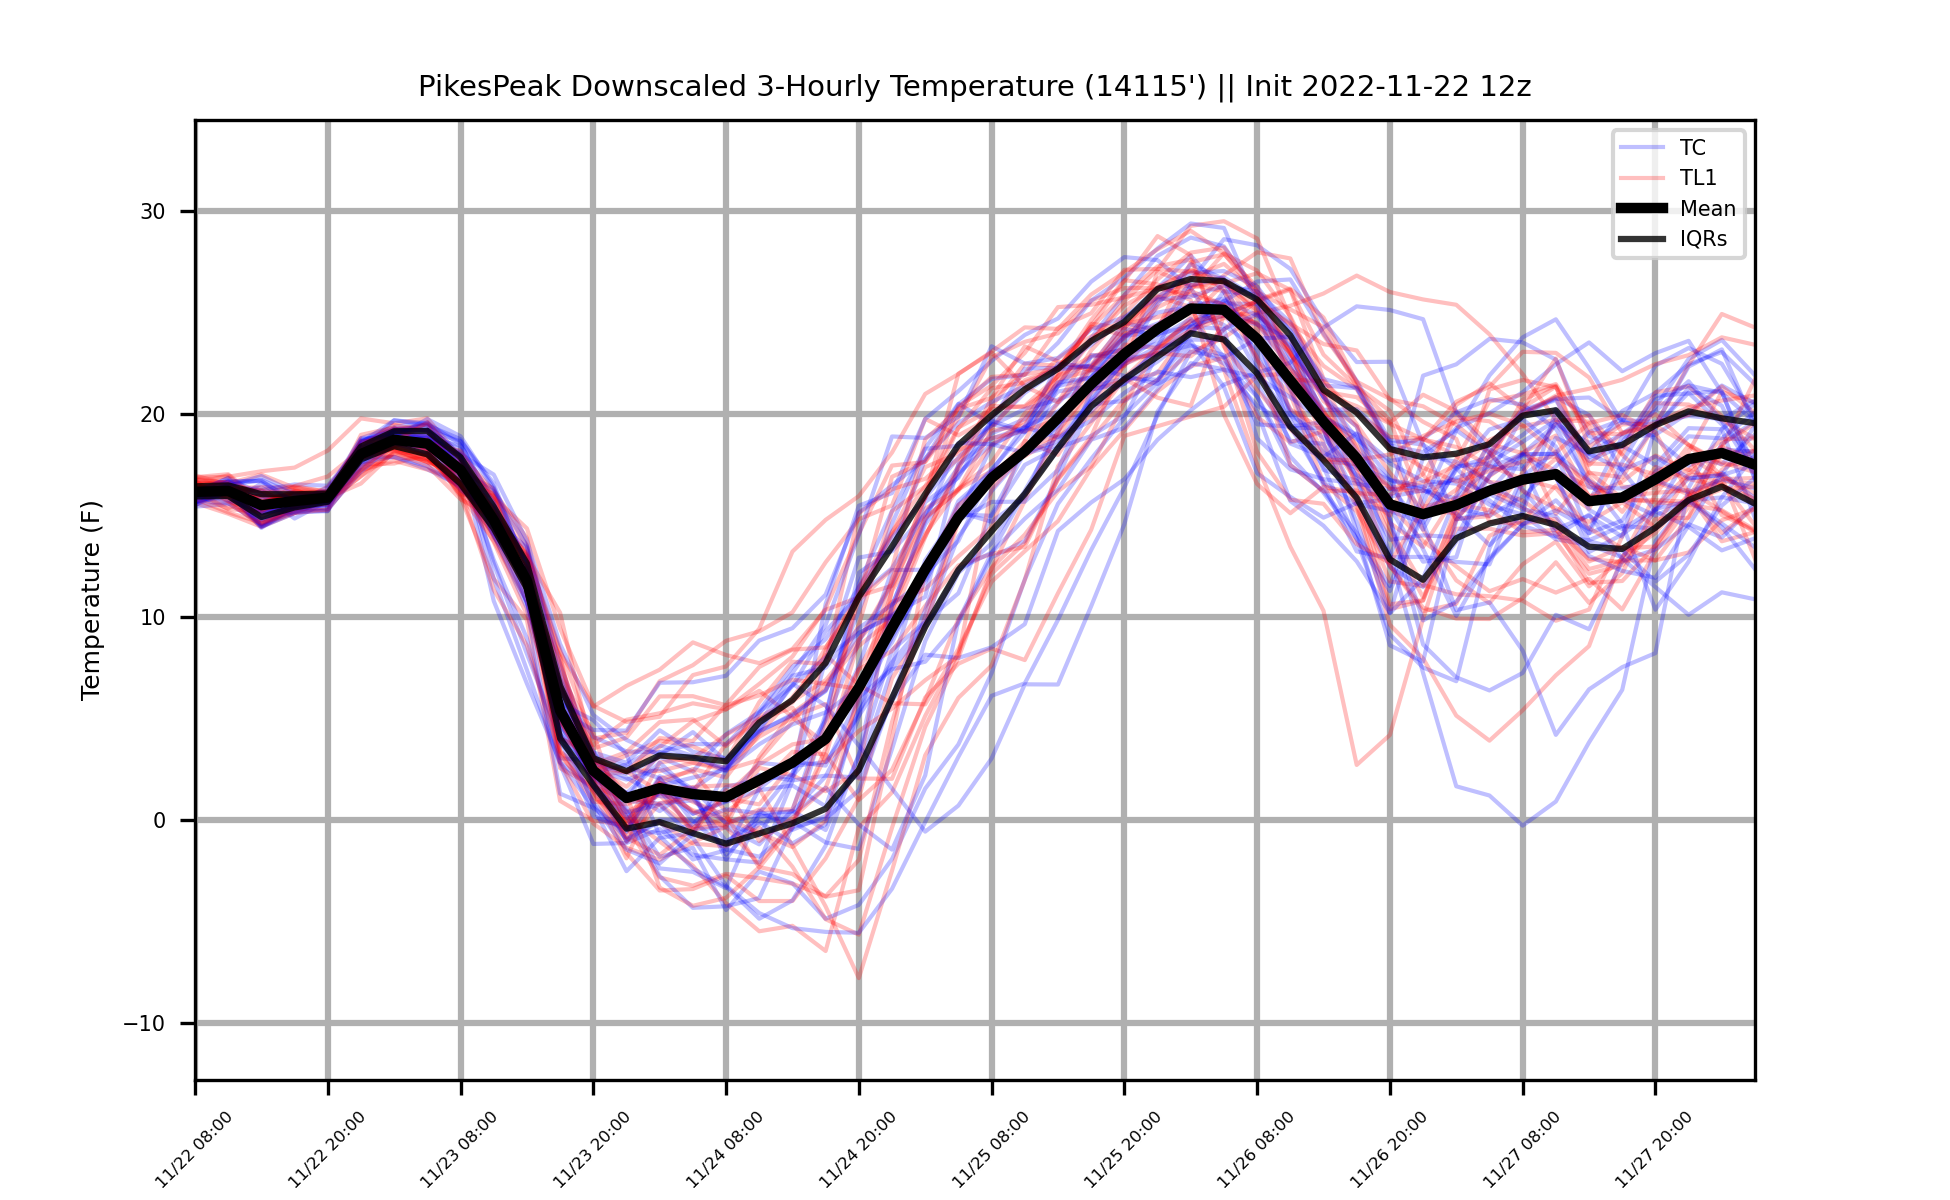 PikesPeak Downscaled 3-Hourly Temperature (14115') || Init 2022-11-22 12z
TC
TL1
Mean
IQRs
Temperature (F)
30
20
10
0
−10
11/22 08:00
11/22 20:00
11/23 08:00
11/23 20:00
11/24 08:00
11/24 20:00
11/25 08:00
11/25 20:00
11/26 08:00
11/26 20:00
11/27 08:00
11/27 20:00